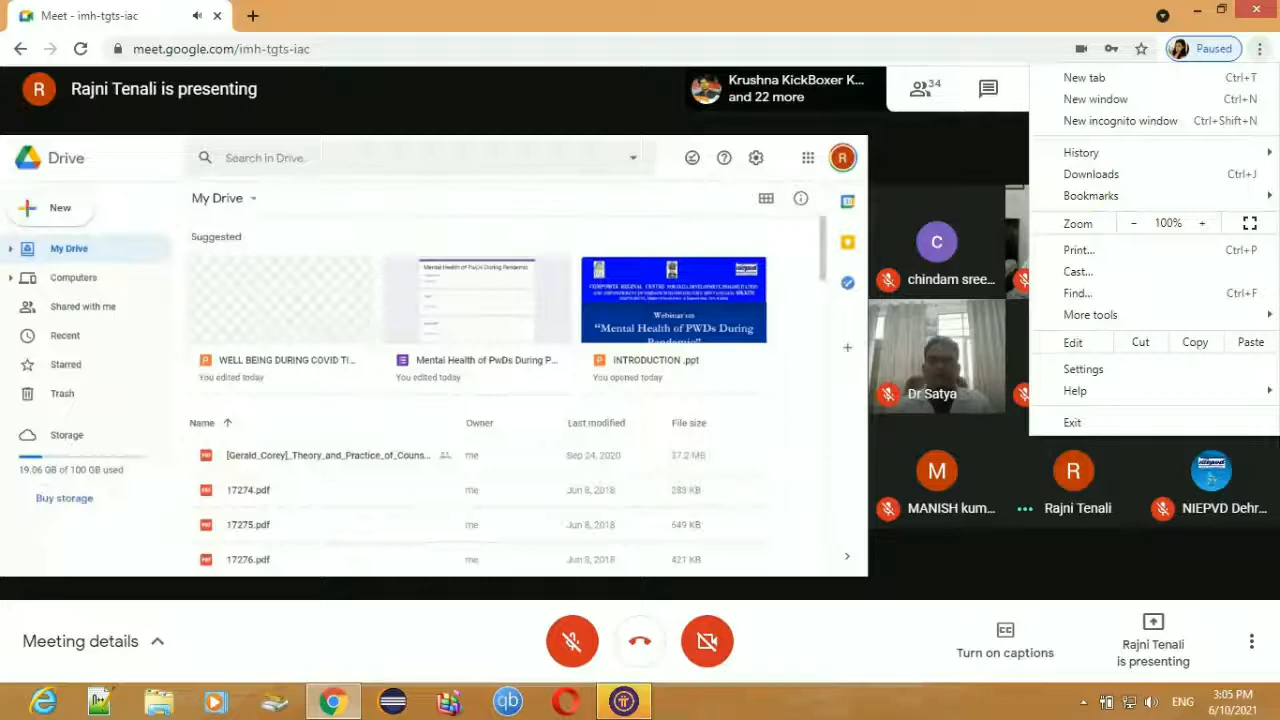 Meet - imh-tgts-iac
meet.google.com/imh-tgts-iac
Paused
R
Rajni Tenali is presenting
Krushna KickBoxer K...
and 22 more
34
New tab Ctrl+T
New window Ctrl+N
New incognito window Ctrl+Shift+N
History
Downloads Ctrl+J
Bookmarks
Zoom - 100% +
Print... Ctrl+P
Cast...
Find... Ctrl+F
More tools
Edit Cut Copy Paste
Settings
Help
Exit
Drive
Search in Drive
R
New
My Drive
My Drive
Computers
Shared with me
Recent
Starred
Trash
Storage
19.06 GB of 100 GB used
Buy storage
Suggested
Mental Health of PwDs During Pandemic
Webinar on
"Mental Health of PWDs During
Pandemic"
WELL BEING DURING COVID TI...
You edited today
Mental Health of PwDs During P...
You edited today
INTRODUCTION .ppt
You opened today
Name Owner Last modified File size
[Gerald_Corey]_Theory_and_Practice_of_Couns... me Sep 24, 2020 37.2 MB
17274.pdf me Jun 8, 2018 283 KB
17275.pdf me Jun 8, 2018 649 KB
17276.pdf me Jun 8, 2018 421 KB
C
chindam sree...
Dr Satya
M
MANISH kum...
R
Rajni Tenali
NIEPVD Dehr...
Meeting details
Turn on captions
Rajni Tenali
is presenting
qb
ENG
3:05 PM
6/10/2021